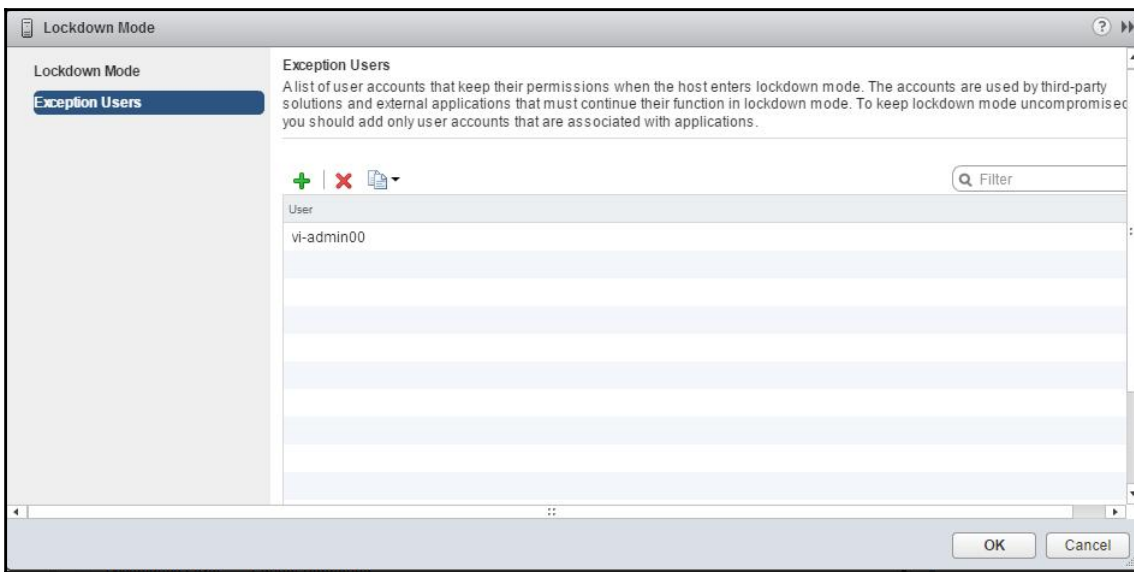 Lockdown Mode
Lockdown Mode
Exception Users
Exception Users
A list of user accounts that keep their permissions when the host enters lockdown mode. The accounts are used by third-party
solutions and external applications that must continue their function in lockdown mode. To keep lockdown mode uncompromised
you should add only user accounts that are associated with applications.
Filter
User
vi-admin00
OK
Cancel